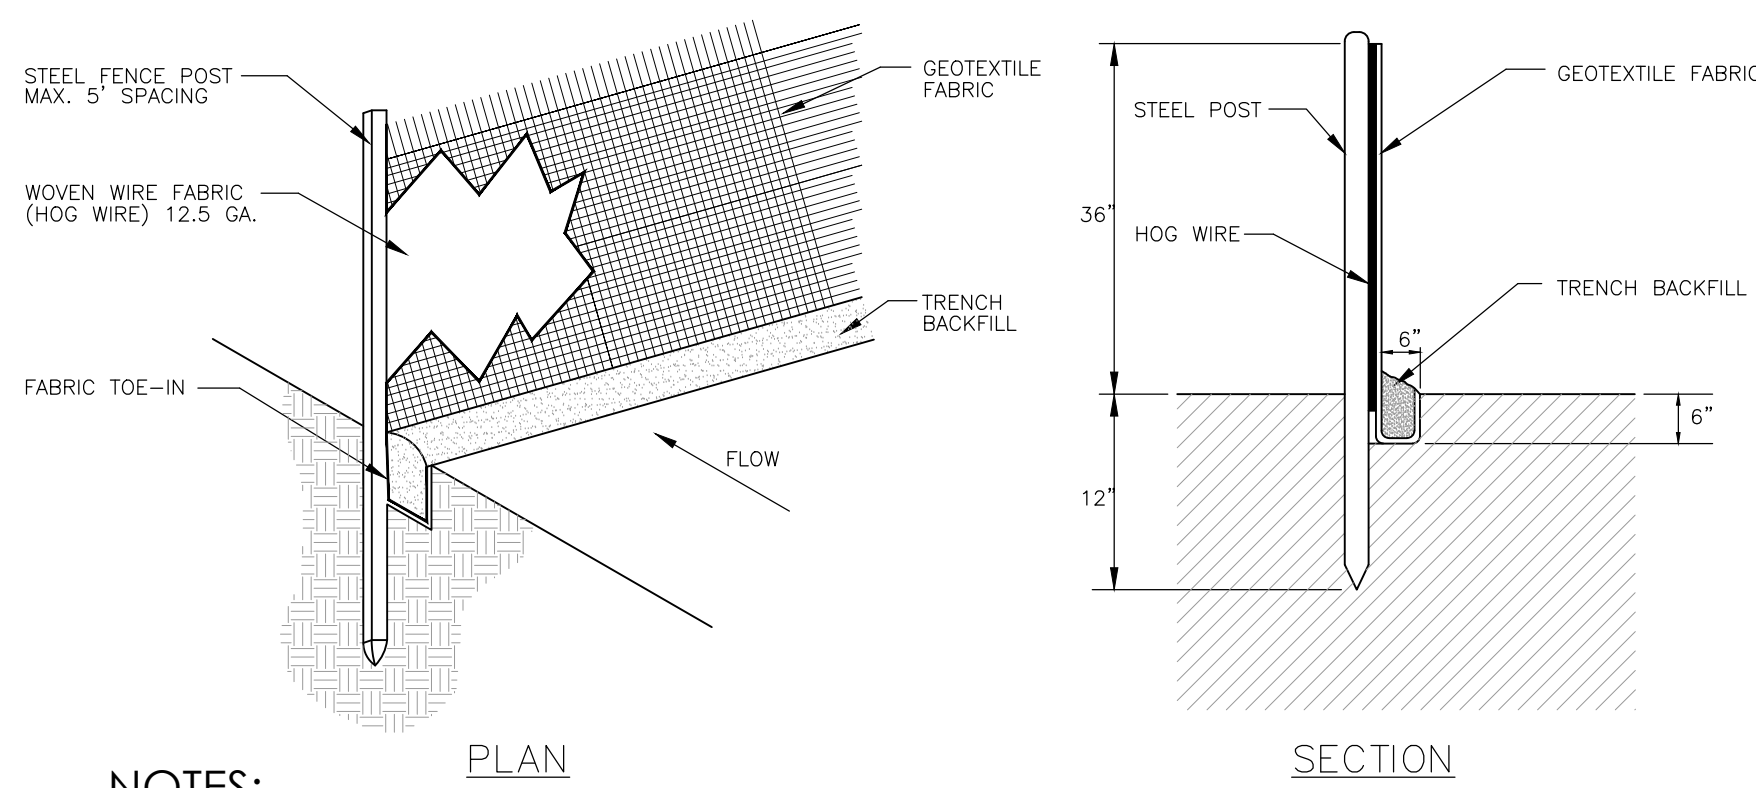 STEEL FENCE POST
MAX. 5' SPACING
WOVEN WIRE FABRIC
(HOG WIRE) 12.5 GA.
FABRIC TOE-IN
GEOTEXTILE
FABRIC
TRENCH
BACKFILL
FLOW
PLAN
GEOTEXTILE FABRIC
STEEL POST
36"
HOG WIRE
TRENCH BACKFILL
6"
6"
12"
SECTION
NOTES: